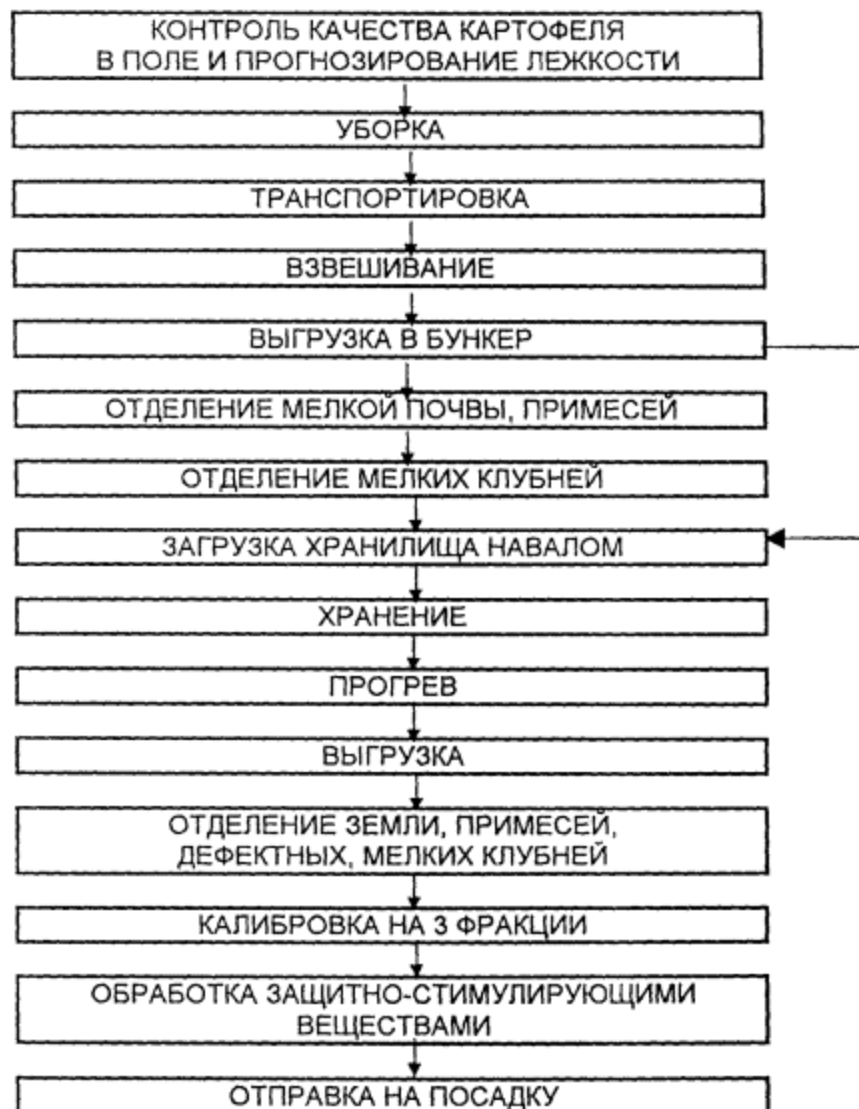 КОНТРОЛЬ КАЧЕСТВА КАРТОФЕЛЯ
В ПОЛЕ И ПРОГНОЗИРОВАНИЕ ЛЕЖКОСТИ
УБОРКА
ТРАНСПОРТИРОВКА
ВЗВЕШИВАНИЕ
ВЫГРУЗКА В БУНКЕР
ОТДЕЛЕНИЕ МЕЛКОЙ ПОЧВЫ, ПРИМЕСЕЙ
ОТДЕЛЕНИЕ МЕЛКИХ КЛУБНЕЙ
ЗАГРУЗКА ХРАНИЛИЩА НАВАЛОМ
ХРАНЕНИЕ
ПРОГРЕВ
ВЫГРУЗКА
ОТДЕЛЕНИЕ ЗЕМЛИ, ПРИМЕСЕЙ,
ДЕФЕКТНЫХ, МЕЛКИХ КЛУБНЕЙ
КАЛИБРОВКА НА 3 ФРАКЦИИ
ОБРАБОТКА ЗАЩИТНО-СТИМУЛИРУЮЩИМИ
ВЕЩЕСТВАМИ
ОТПРАВКА НА ПОСАДКУ